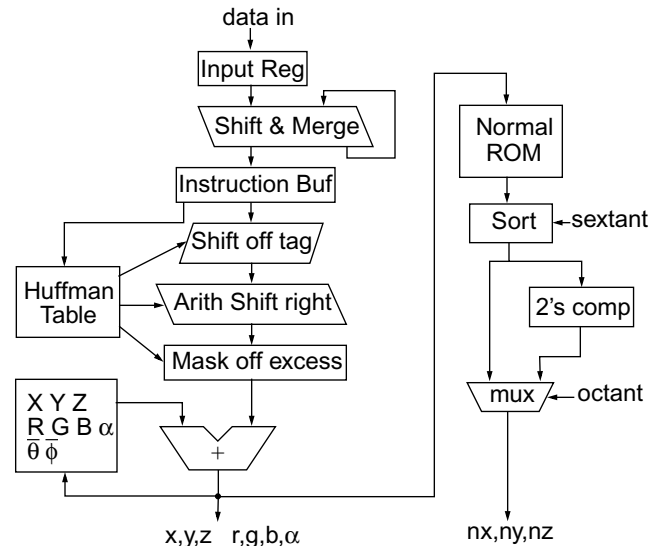 data in
Input Reg
Shift & Merge
Instruction Buf
Shift off tag
Huffman
Table
Arith Shift right
Mask off excess
X Y Z
R G B α
θ̅ ϕ̅
+
x,y,z r,g,b,α
Normal
ROM
Sort
sextant
2's comp
mux
octant
nx,ny,nz